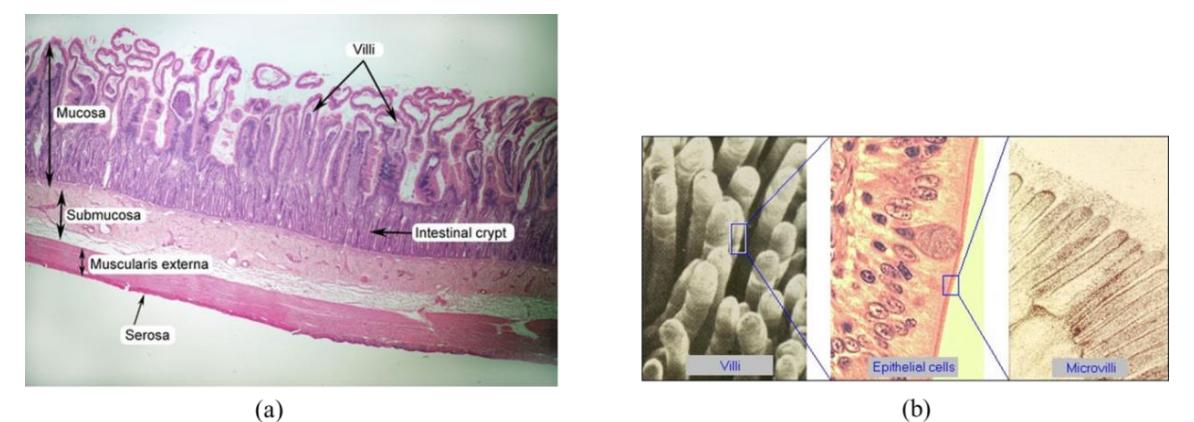 Villi
Mucosa
Submucosa
Intestinal crypt
Muscularis externa
Serosa
(a)
Villi
Epithelial cells
Microvilli
(b)